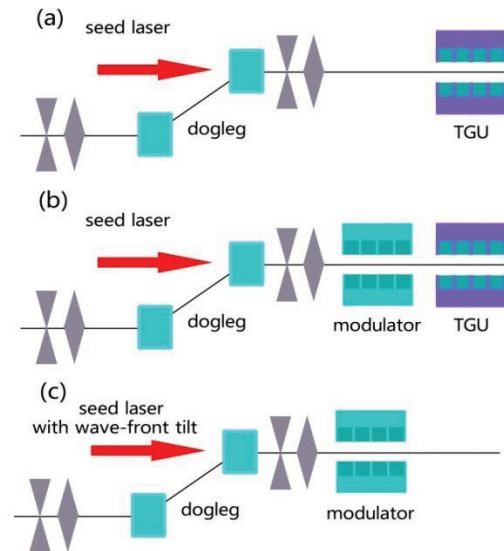 (a)
seed laser
dogleg
TGU
(b)
seed laser
dogleg
modulator
TGU
(c)
seed laser
with wave-front tilt
dogleg
modulator